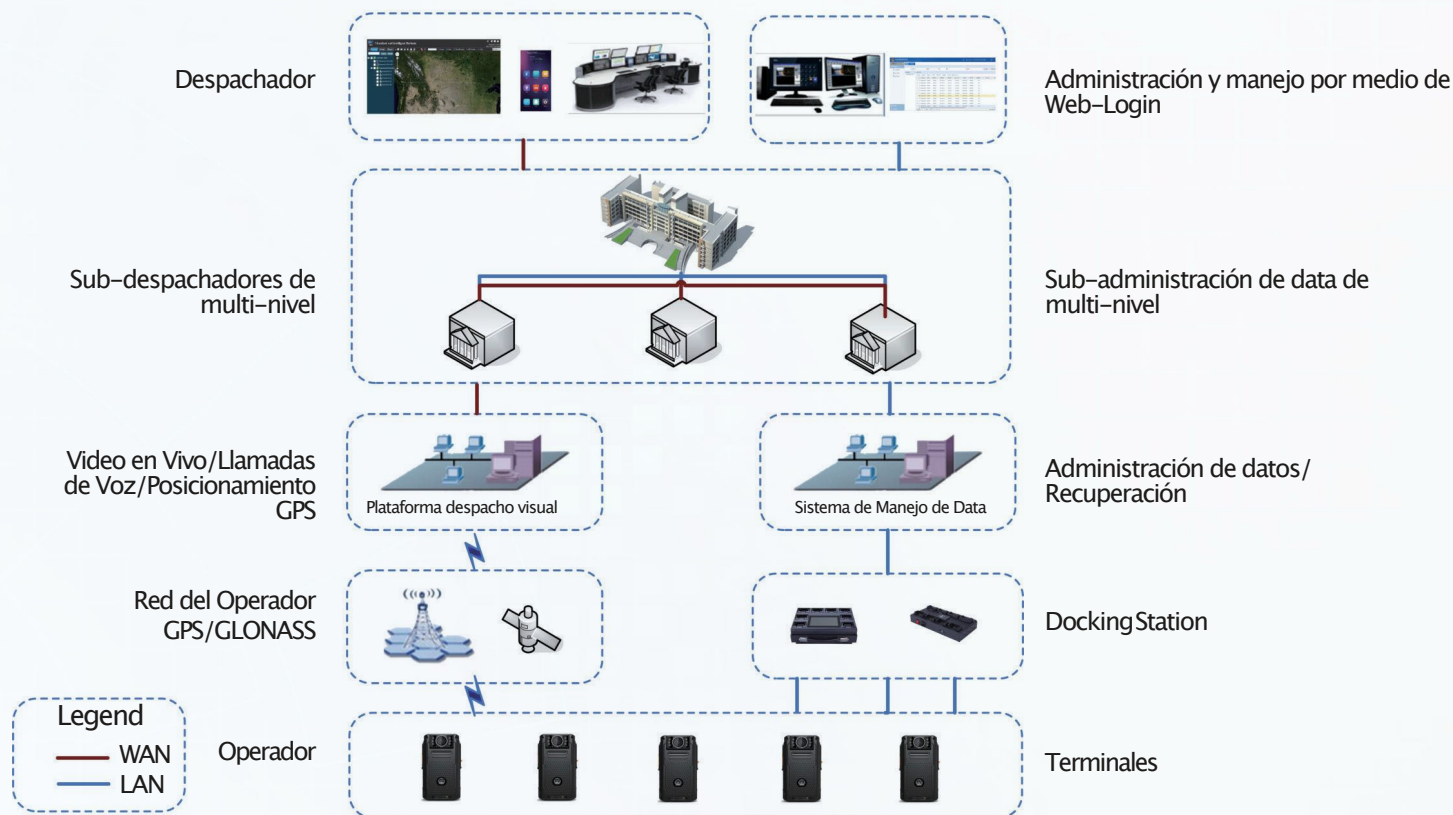 Despachador
Administración y manejo por medio de
Web-Login
Sub-despachadores de
multi-nivel
Sub-administración de data de
multi-nivel
Video en Vivo/Llamadas
de Voz/Posicionamiento
GPS
Plataforma despacho visual
Sistema de Manejo de Data
Administración de datos/
Recuperación
Red del Operador
GPS/GLONASS
Docking Station
Legend
WAN
LAN
Operador
Terminales